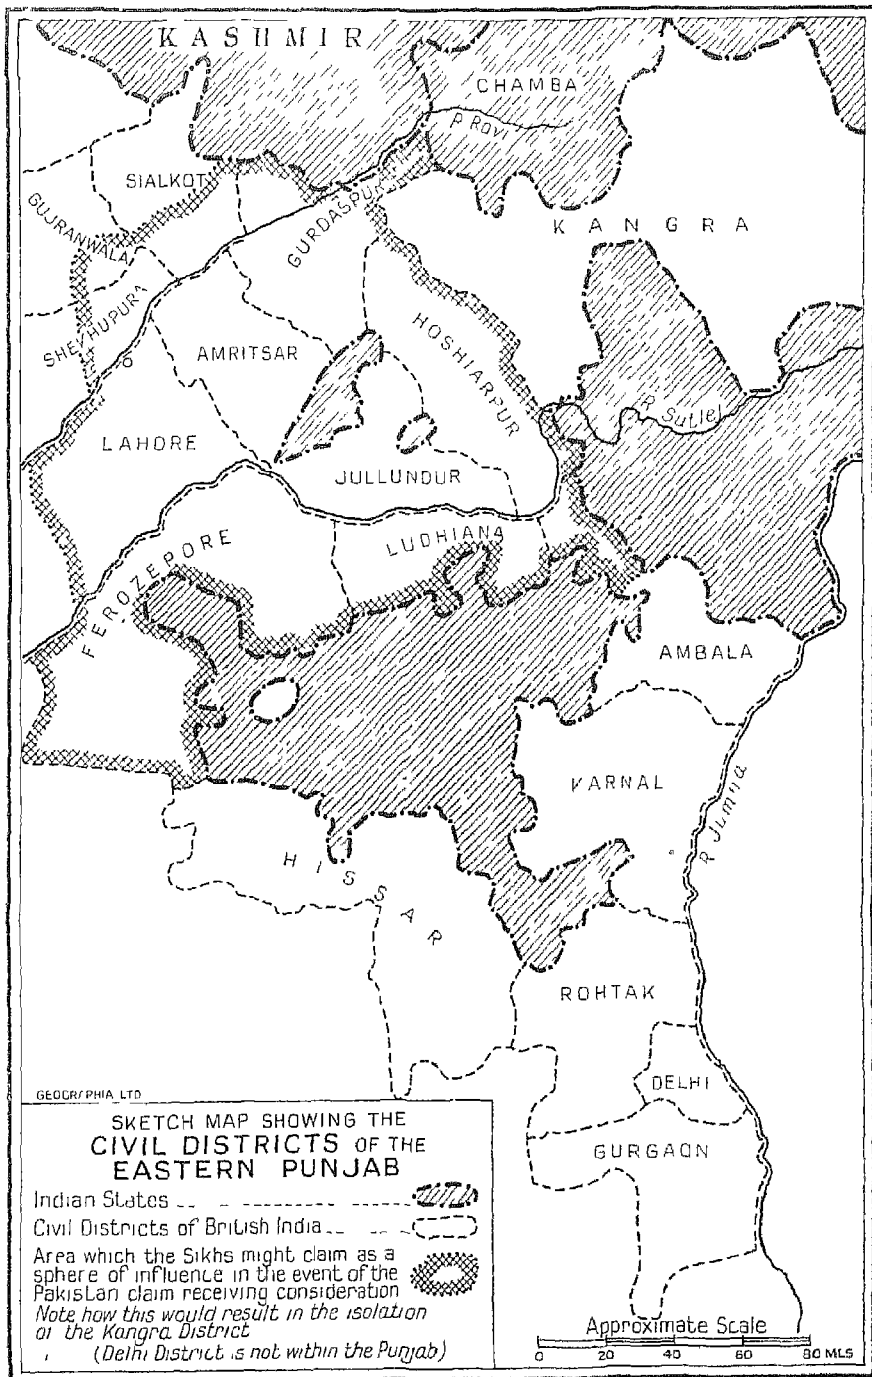 KASHMIR
CHAMBA
R Ravi
SIALKOT
GURDASPUR
KANGRA
GUJRANWALA
SHEIKHUPURA
AMRITSAR
HOSHIARPUR
R Sutlej
LAHORE
JULLUNDUR
LUDHIANA
FEROZEPORE
AMBALA
KARNAL
R Jumna
HISSAR
ROHTAK
DELHI
GURGAON
GEOGRAPHIA LTD
SKETCH MAP SHOWING THE
CIVIL DISTRICTS OF THE
EASTERN PUNJAB
Indian States
Civil Districts of British India
Area which the Sikhs might claim as a
sphere of influence in the event of the
Pakistan claim receiving consideration
Note how this would result in the isolation
of the Kangra District
(Delhi District is not within the Punjab)
Approximate Scale
0 20 40 60 80 MLS